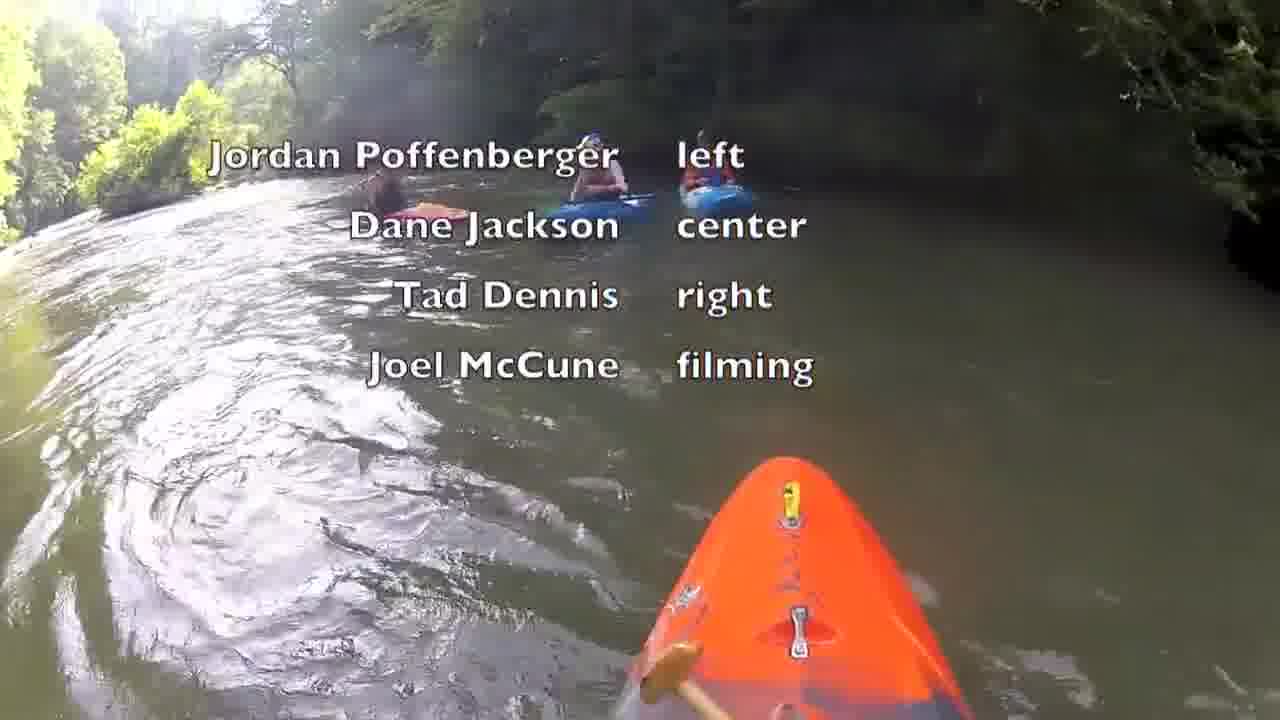 Jordan Poffenberger left
Dane Jackson center
Tad Dennis right
Joel McCune filming